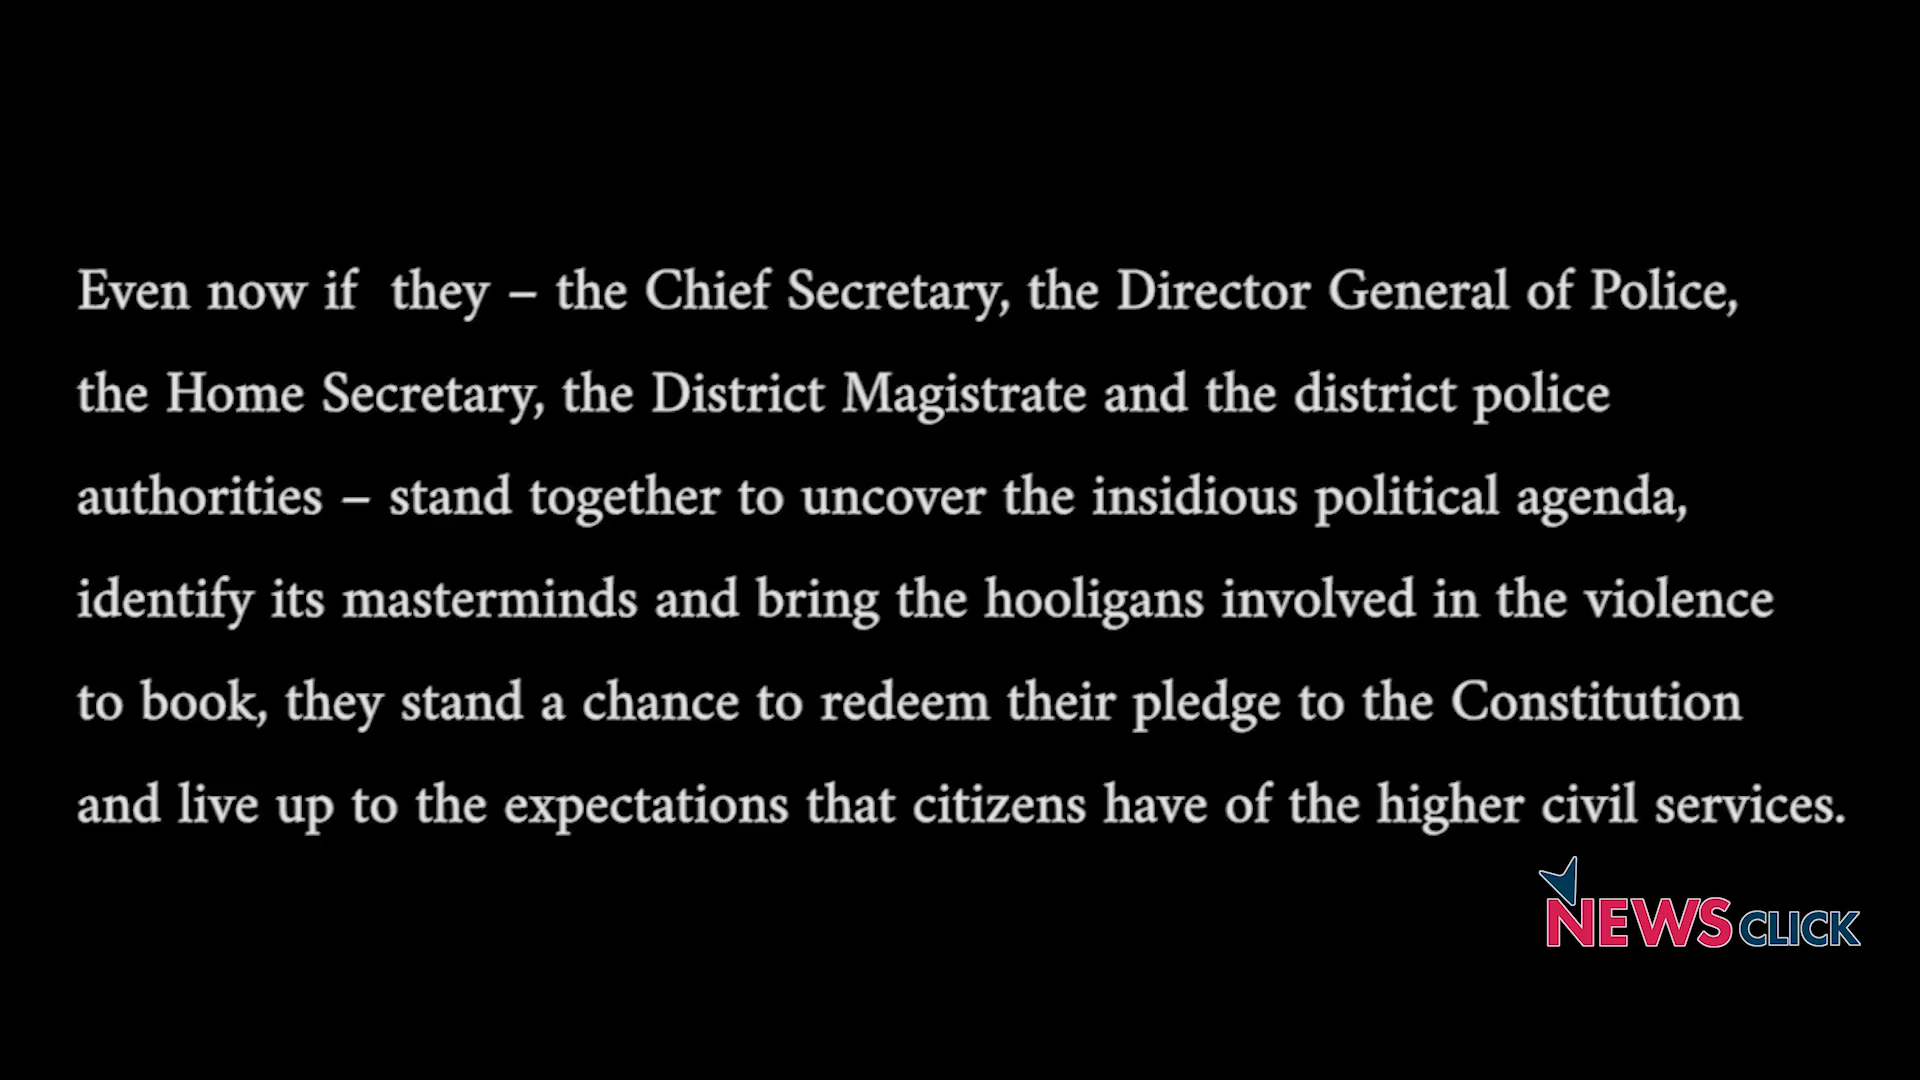 Even now if  they – the Chief Secretary, the Director General of Police,
the Home Secretary, the District Magistrate and the district police
authorities – stand together to uncover the insidious political agenda,
identify its masterminds and bring the hooligans involved in the violence
to book, they stand a chance to redeem their pledge to the Constitution
and live up to the expectations that citizens have of the higher civil services.
NEWSCLICK